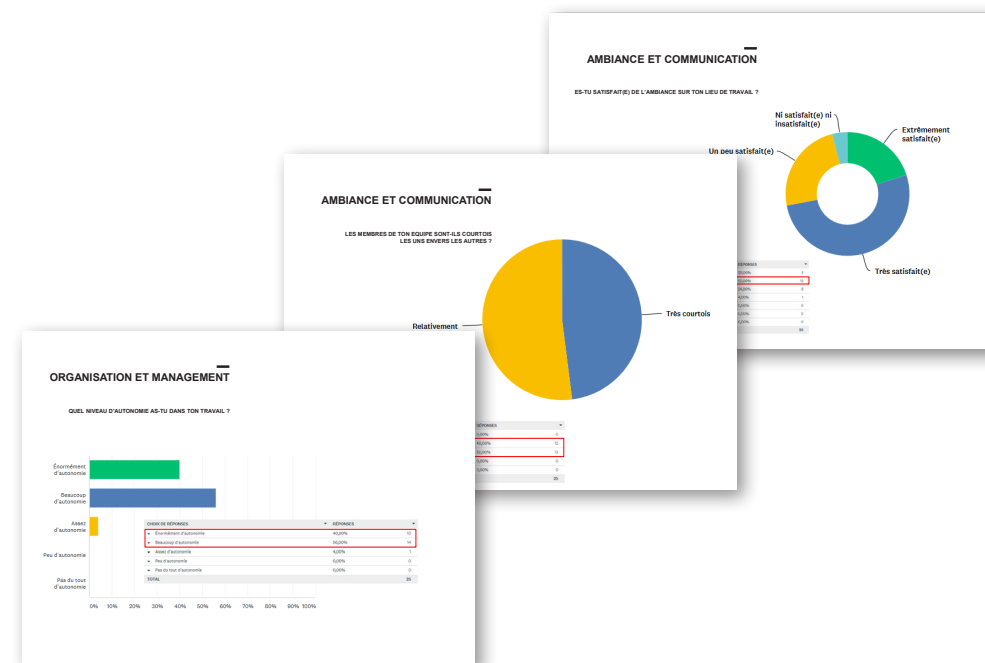 AMBIANCE ET COMMUNICATION
ES-TU SATISFAIT(E) DE L'AMBIANCE SUR TON LIEU DE TRAVAIL ?
Ni satisfait(e) ni
insatisfait(e)
Extrêmement
satisfait(e)
Un peu satisfait(e)
Très satisfait(e)
RÉPONSES
AMBIANCE ET COMMUNICATION
LES MEMBRES DE TON EQUIPE SONT-ILS COURTOIS
LES UNS ENVERS LES AUTRES ?
Relativement
Très courtois
RÉPONSES
ORGANISATION ET MANAGEMENT
QUEL NIVEAU D'AUTONOMIE AS-TU DANS TON TRAVAIL ?
Énormément
d'autonomie
Beaucoup
d'autonomie
Assez
d'autonomie
Peu d'autonomie
Pas du tout
d'autonomie
CHOIX DE RÉPONSES RÉPONSES
Énormément d'autonomie 40,00% 10
Beaucoup d'autonomie 56,00% 14
Assez d'autonomie 4,00% 1
Peu d'autonomie 0,00% 0
Pas du tout d'autonomie 0,00% 0
TOTAL 25
0% 10% 20% 30% 40% 50% 60% 70% 80% 90% 100%